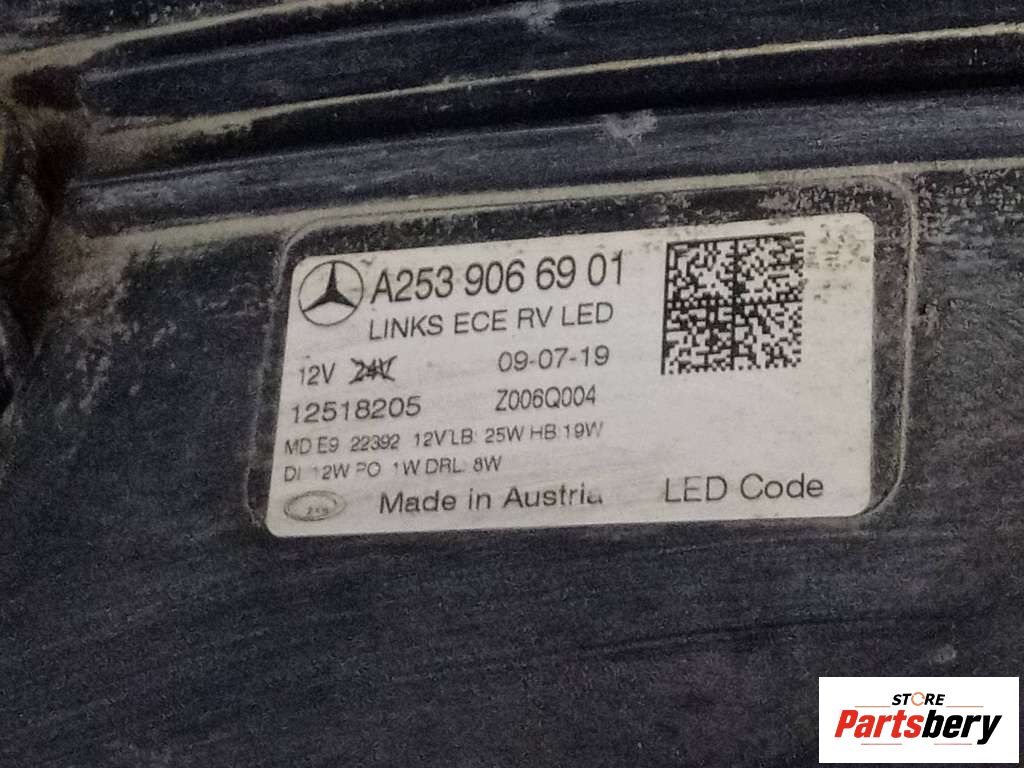 A253 906 69 01
LINKS ECE RV LED
12V 24V 09-07-19
12518205 Z006Q004
MD E9 22392 12V LB: 25W HB 19W
DI 12W PO 1W DRL: 8W
Made in Austria LED Code
STORE
Partsbery